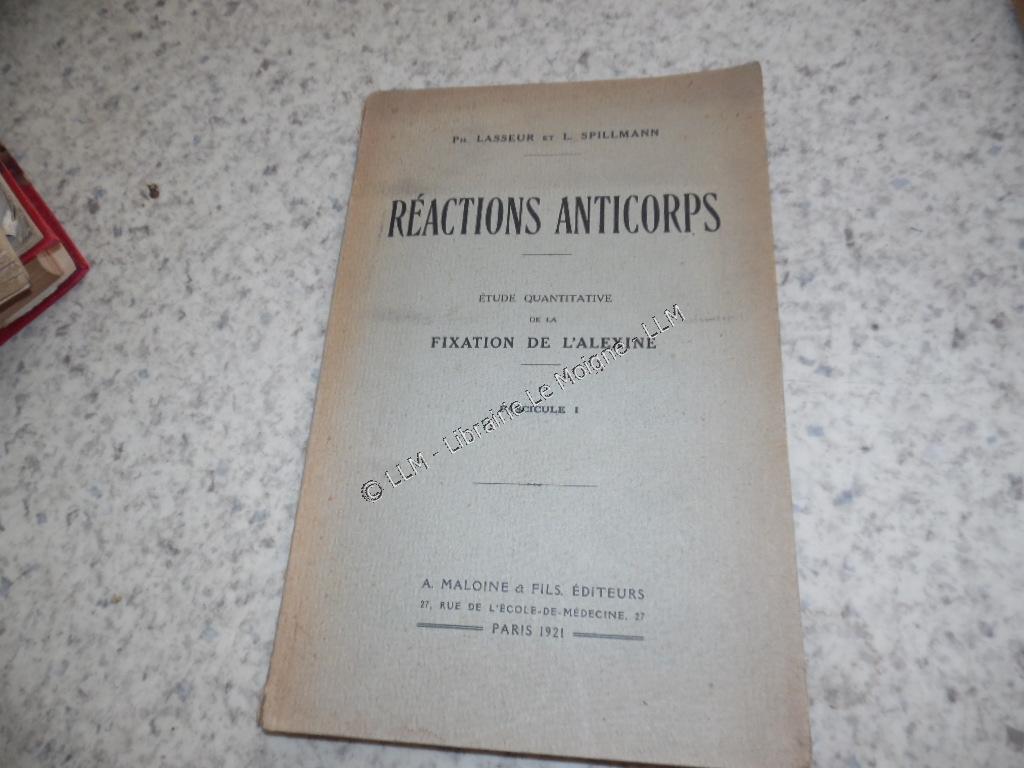 PH. LASSEUR ET L. SPILLMANN
RÉACTIONS ANTICORPS
ÉTUDE QUANTITATIVE
DE LA
FIXATION DE L'ALEXINE
FASCICULE I
© LLM - Librairie Le Moigne - LLM
A. MALOINE & FILS, ÉDITEURS
27, RUE DE L'ÉCOLE-DE-MÉDECINE, 27
PARIS 1921